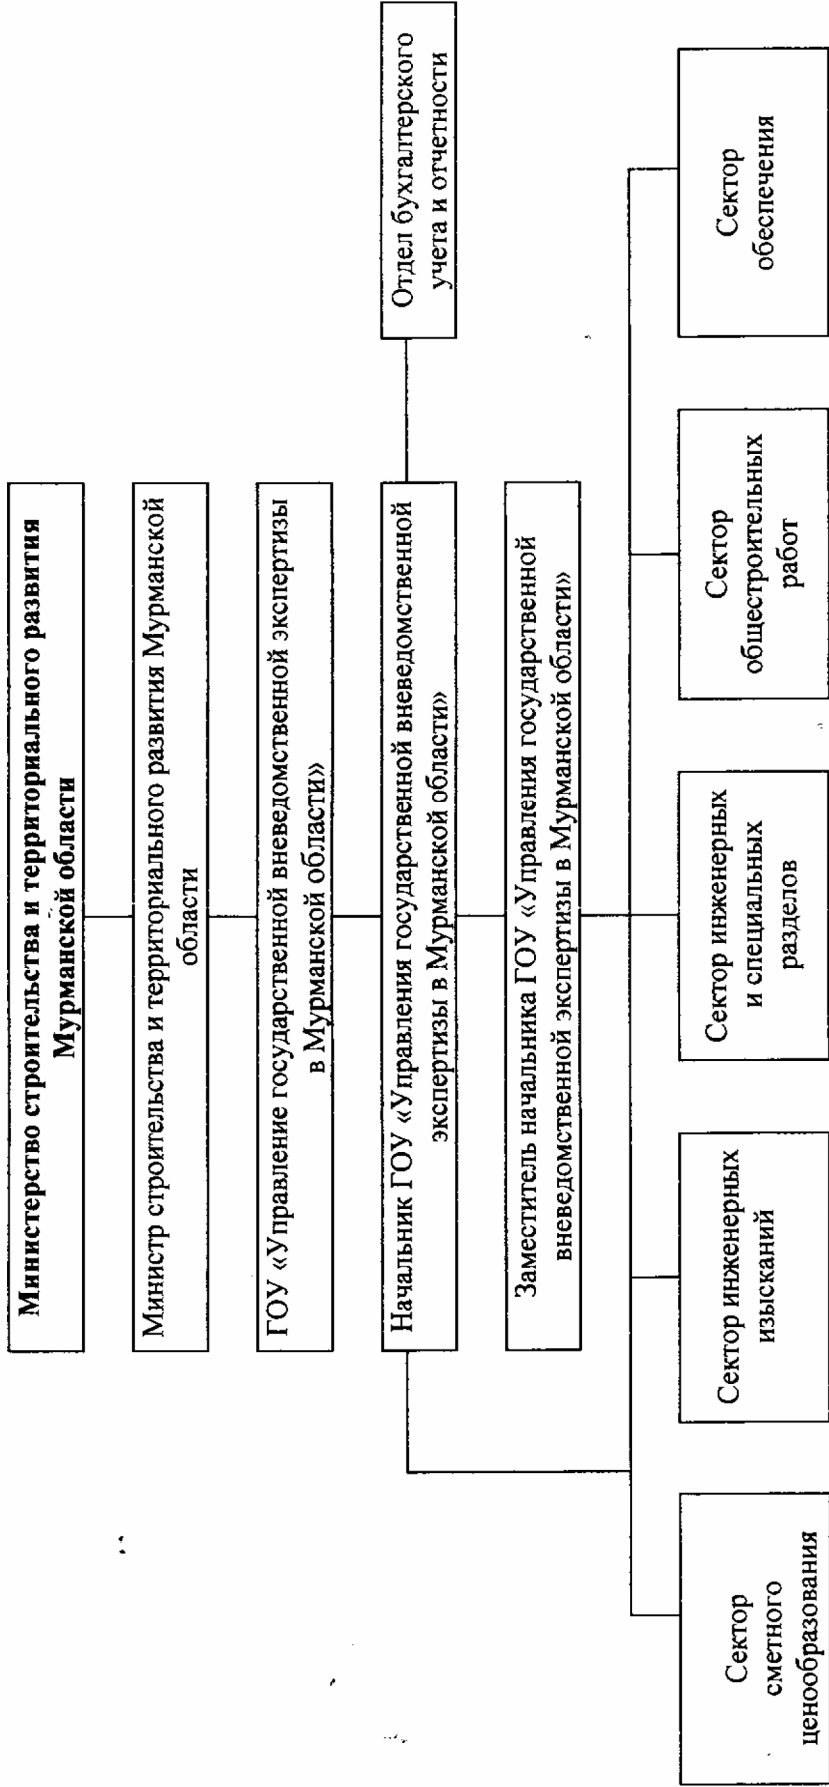 Министерство строительства и территориального развития
Мурманской области
Министр строительства и территориального развития Мурманской
области
ГОУ «Управление государственной вневедомственной экспертизы
в Мурманской области»
Начальник ГОУ «Управления государственной вневедомственной
экспертизы в Мурманской области»
Отдел бухгалтерского
учета и отчетности
Заместитель начальника ГОУ «Управления государственной
вневедомственной экспертизы в Мурманской области»
Сектор
сметного
ценообразования
Сектор инженерных
изысканий
Сектор инженерных
и специальных
разделов
Сектор
общестроительных
работ
Сектор
обеспечения